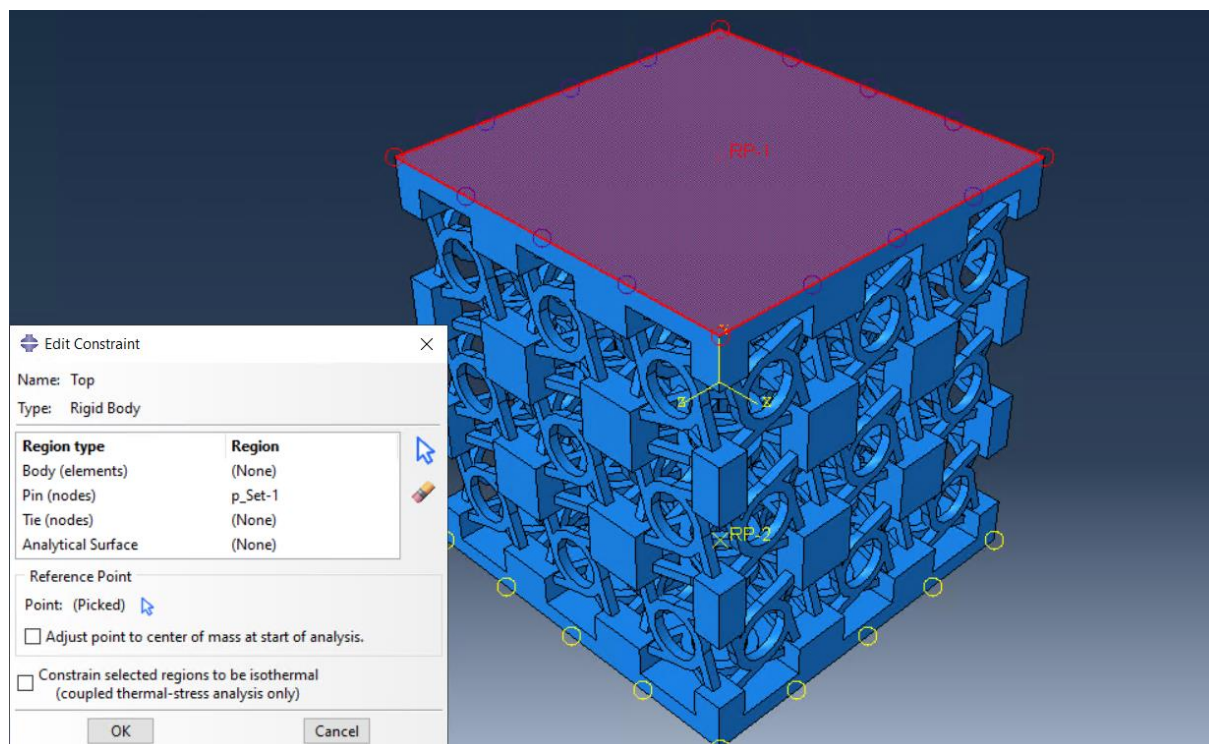 RP-1
Edit Constraint
Name: Top
Type: Rigid Body
Region type Region
Body (elements) (None)
Pin (nodes) p_Set-1
Tie (nodes) (None)
Analytical Surface (None)
Reference Point
Point: (Picked)
Adjust point to center of mass at start of analysis.
Constrain selected regions to be isothermal
(coupled thermal-stress analysis only)
OK Cancel
Z Z
RP-2